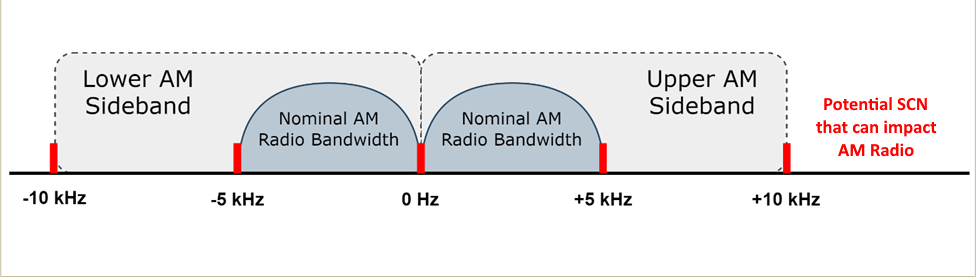 Lower AM
Sideband
Nominal AM
Radio Bandwidth
Nominal AM
Radio Bandwidth
Upper AM
Sideband
Potential SCN
that can impact
AM Radio
-10 kHz
-5 kHz
0 Hz
+5 kHz
+10 kHz